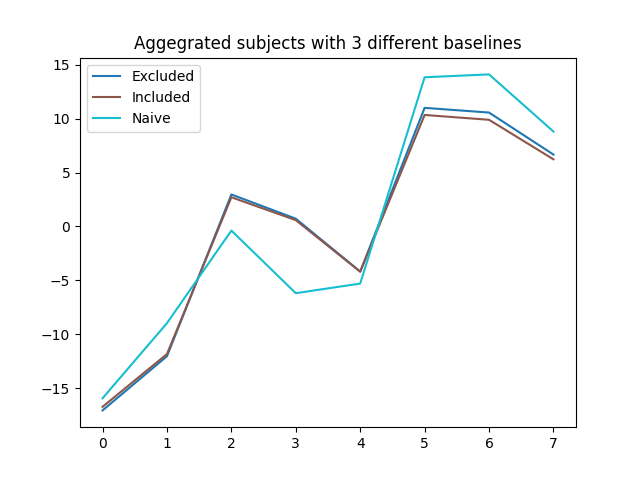 Aggegrated subjects with 3 different baselines
Excluded
Included
Naive
15
10
5
0
−5
−10
−15
0 1 2 3 4 5 6 7